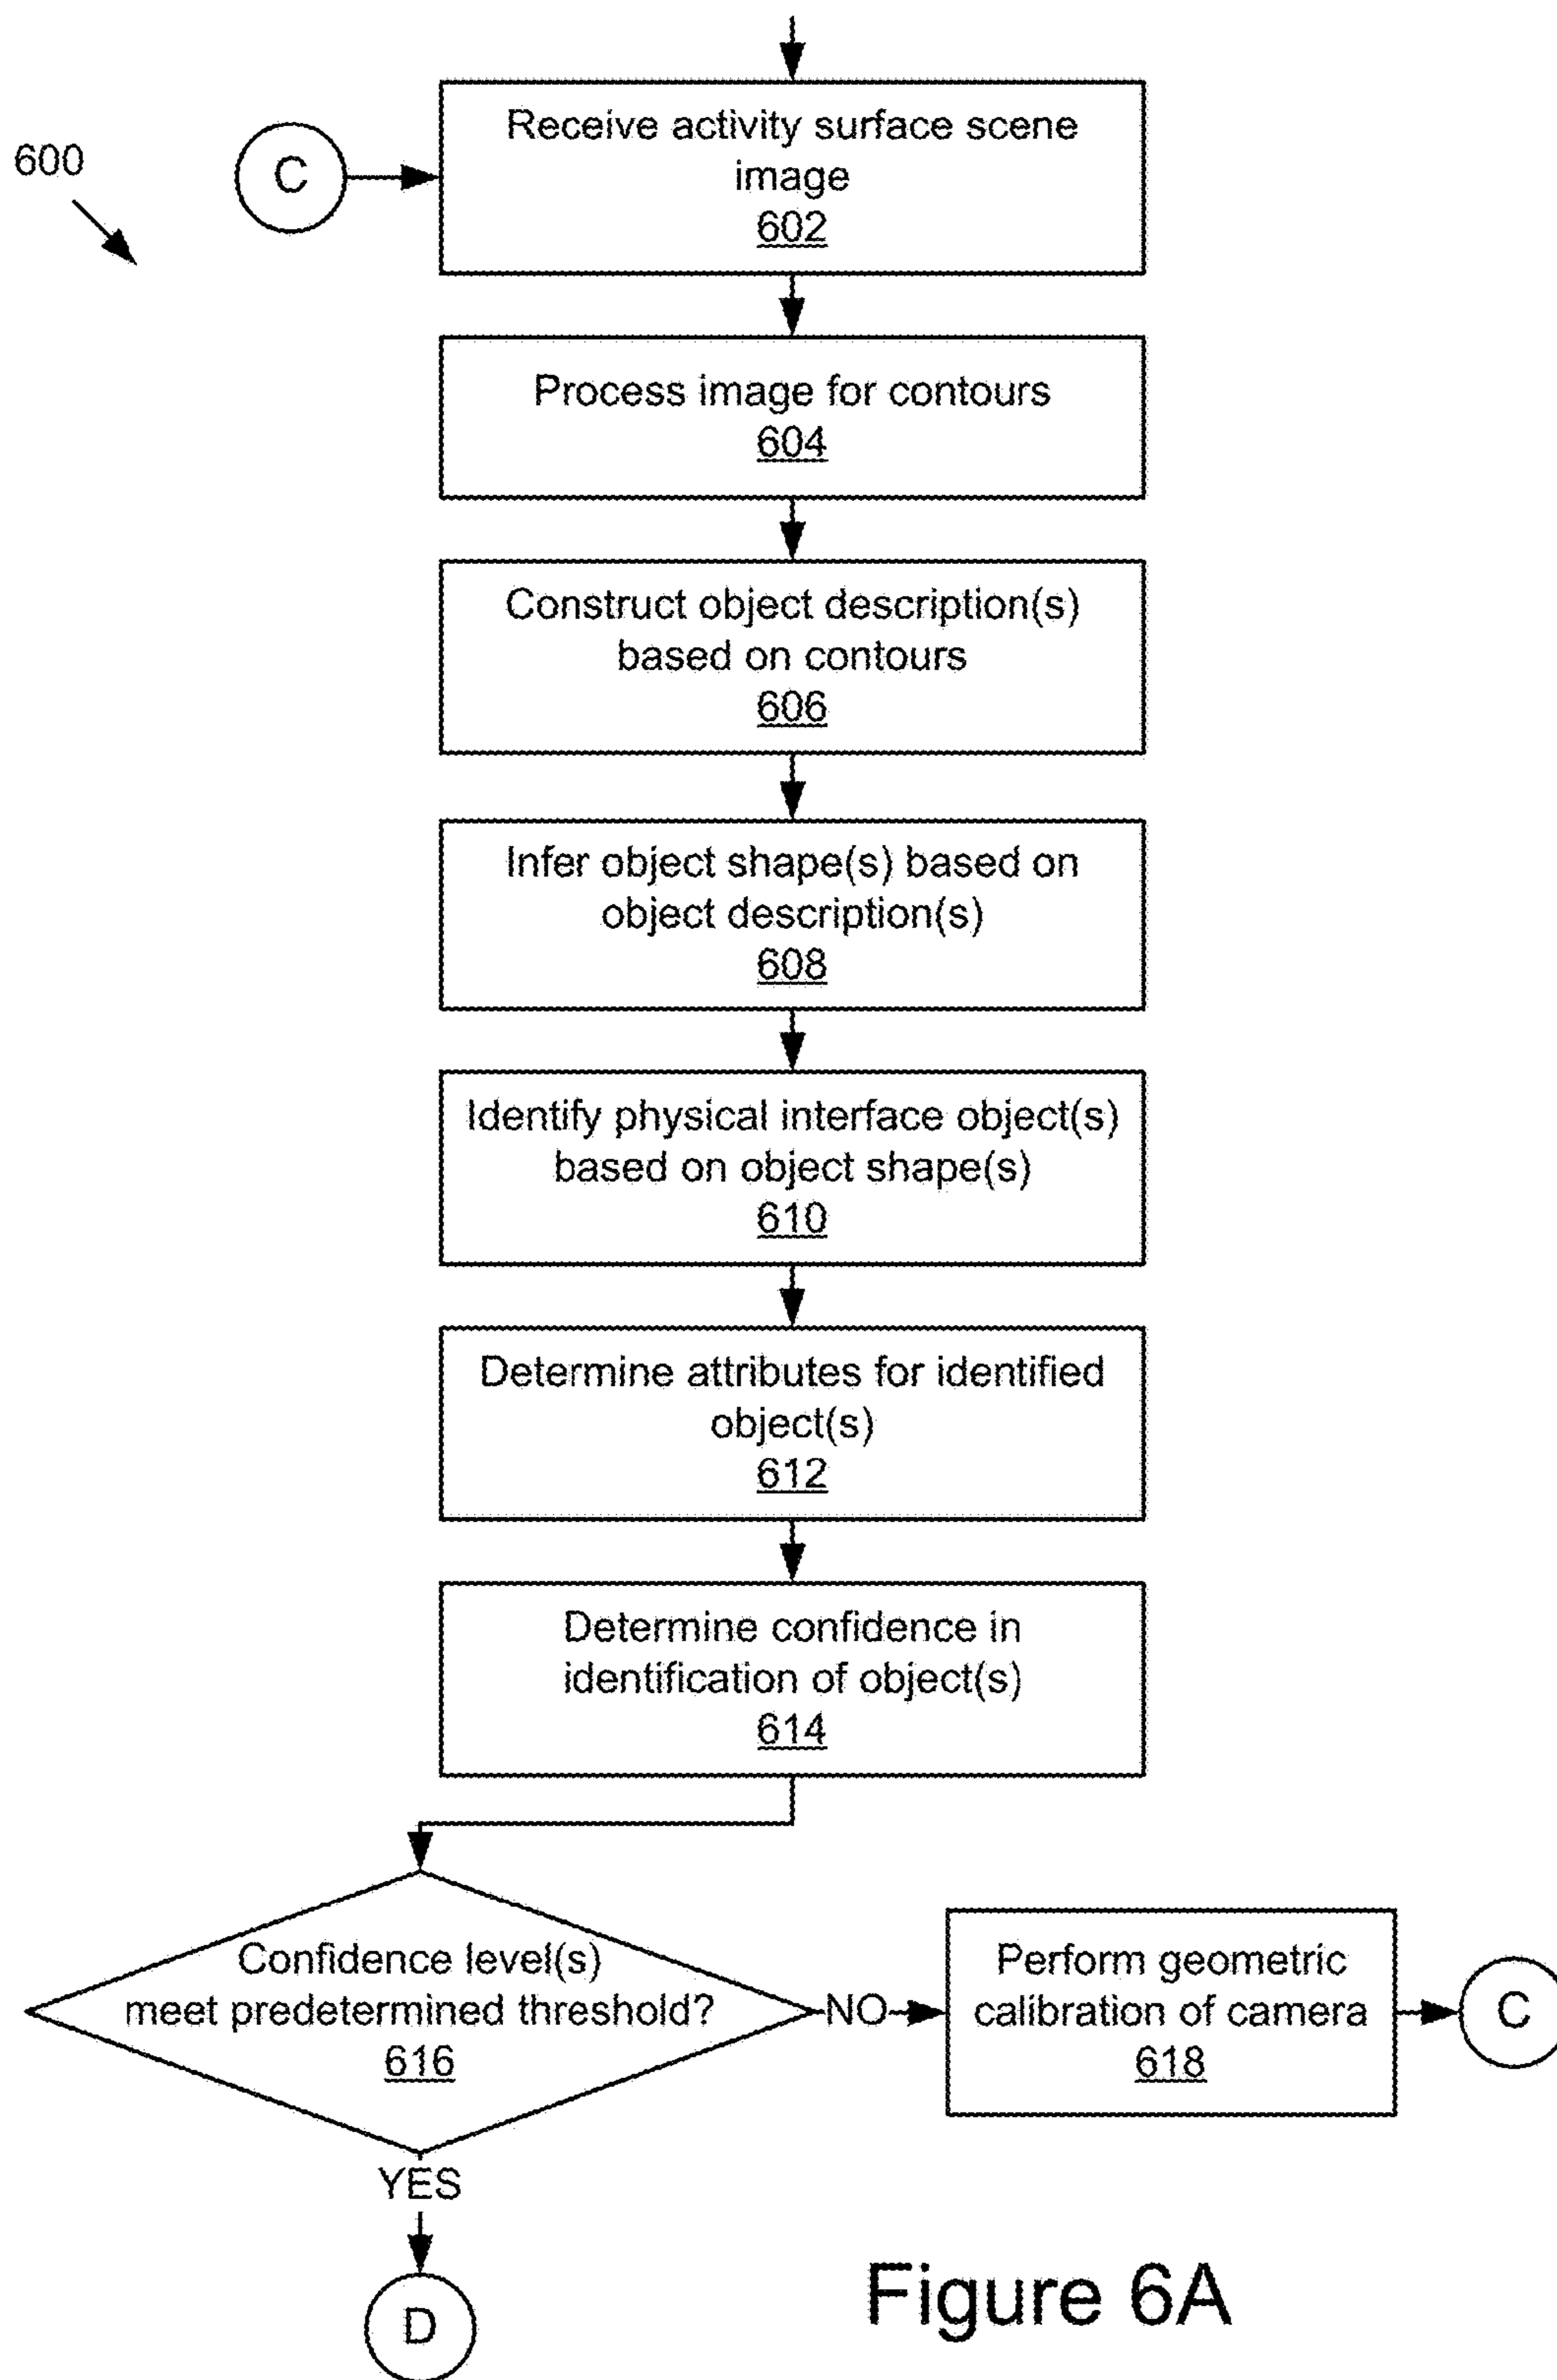 600
C
Receive activity surface scene
image
602
Process image for contours
604
Construct object description(s)
based on contours
606
Infer object shape(s) based on
object description(s)
608
Identify physical interface object(s)
based on object shape(s)
610
Determine attributes for identified
object(s)
612
Determine confidence in
identification of object(s)
614
Confidence level(s)
meet predetermined threshold?
616
NO
Perform geometric
calibration of camera
618
C
YES
D
Figure 6A